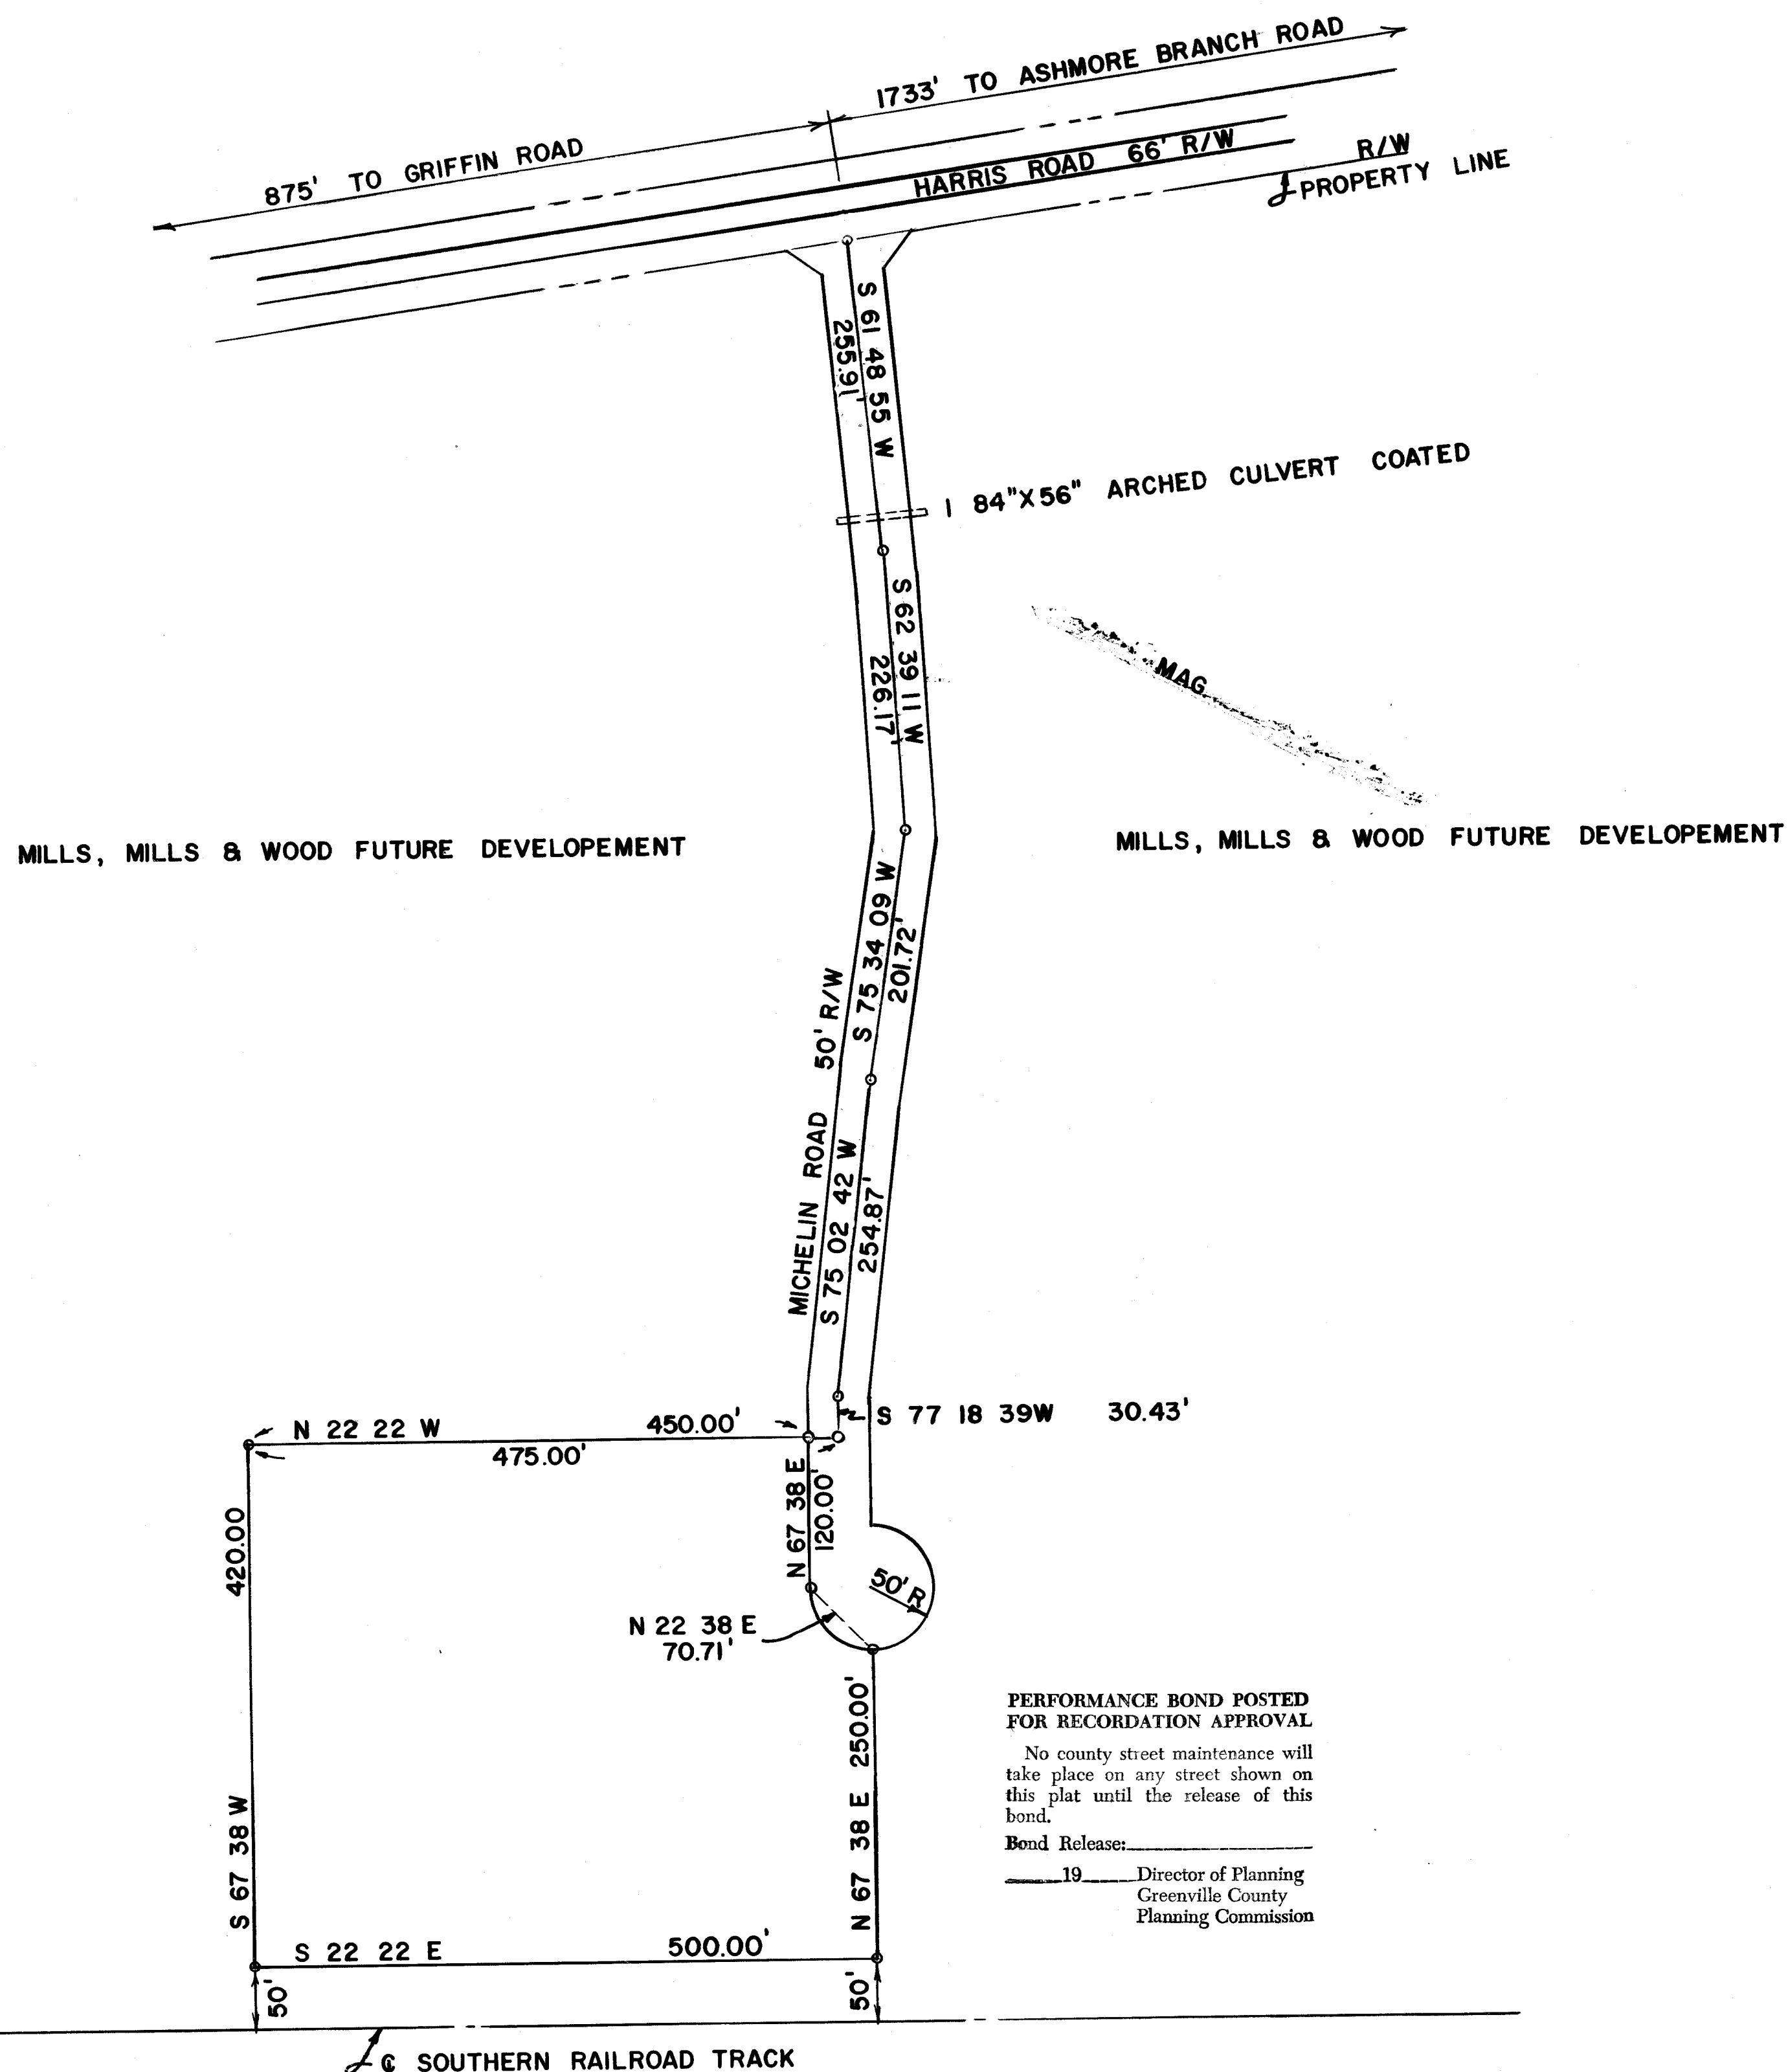 1733' TO ASHMORE BRANCH ROAD
875' TO GRIFFIN ROAD
HARRIS ROAD 66' R/W
R/W
PROPERTY LINE
S 61 48 55 W
255.91'
1 84"X56" ARCHED CULVERT COATED
S 62 39 11 W
226.17'
MAG
MILLS, MILLS & WOOD FUTURE DEVELOPEMENT
MILLS, MILLS & WOOD FUTURE DEVELOPEMENT
S 75 34 09 W
201.72'
MICHELIN ROAD 50' R/W
S 75 02 42 W
254.87'
S 77 18 39W 30.43'
N 22 22 W 450.00'
475.00'
N 67 38 E
120.00'
420.00
S 67 38 W
50' R
N 22 38 E
70.71'
N 67 38 E 250.00'
PERFORMANCE BOND POSTED
FOR RECORDATION APPROVAL
No county street maintenance will
take place on any street shown on
this plat until the release of this
bond.
Bond Release:
19 Director of Planning
Greenville County
Planning Commission
S 22 22 E 500.00'
50'
50'
℄ SOUTHERN RAILROAD TRACK